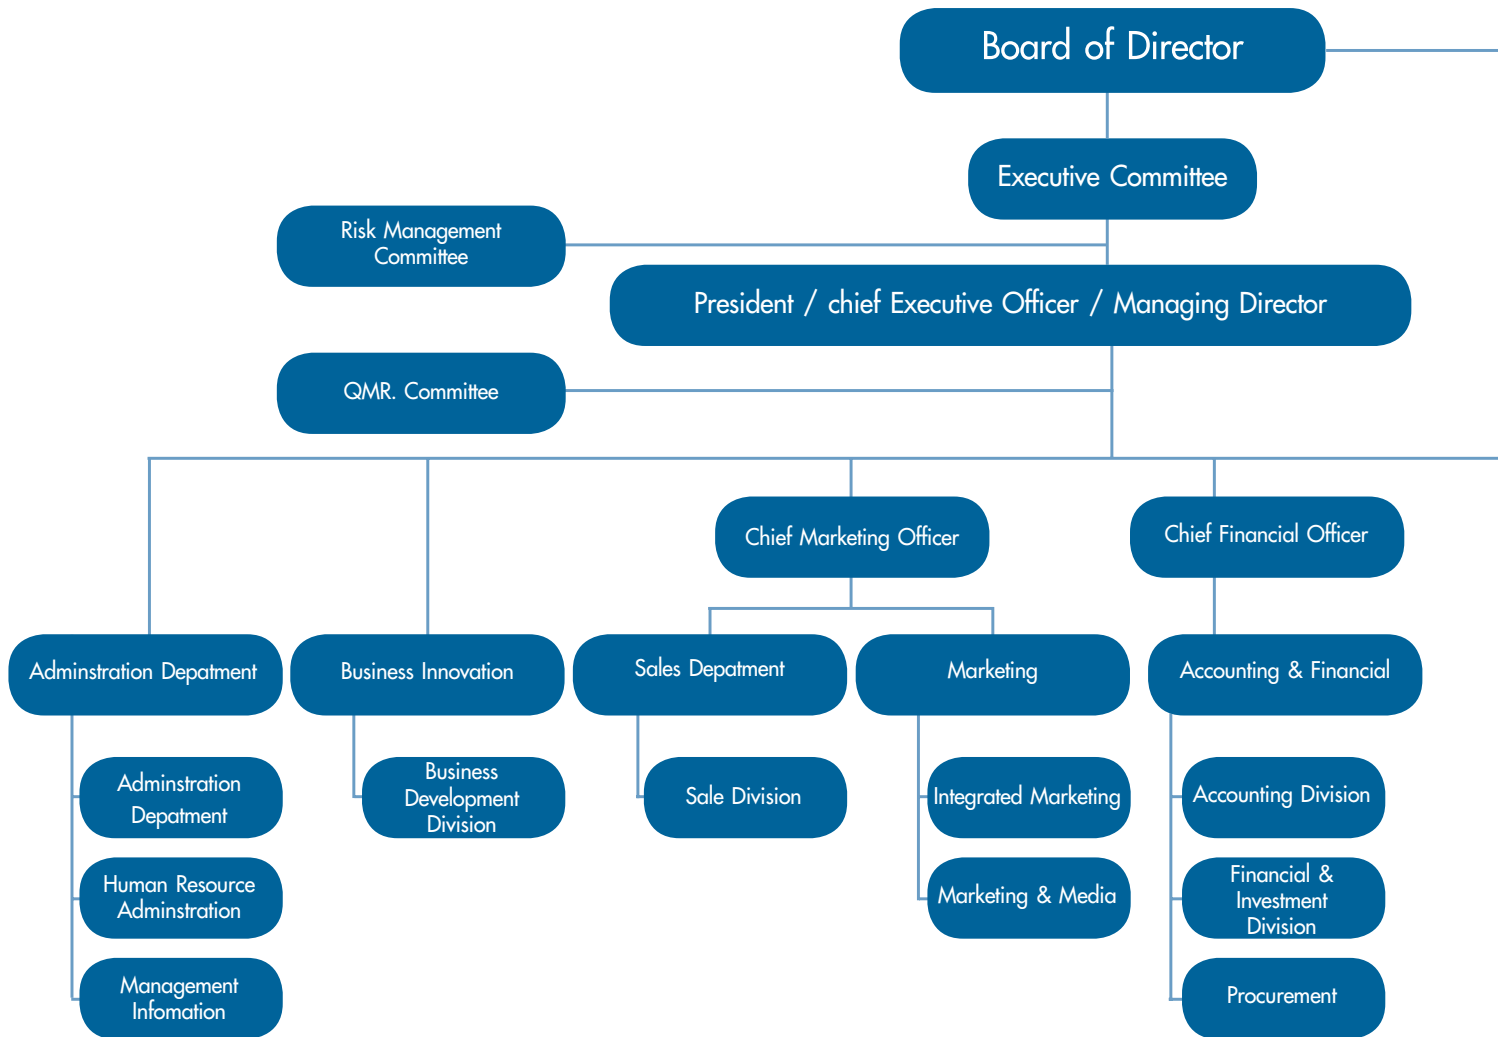 Board of Director
Executive Committee
Risk Management
Committee
President / chief Executive Officer / Managing Director
QMR. Committee
Chief Marketing Officer
Chief Financial Officer
Adminstration Depatment
Business Innovation
Sales Depatment
Marketing
Accounting & Financial
Adminstration
Depatment
Business
Development
Division
Sale Division
Integrated Marketing
Accounting Division
Human Resource
Adminstration
Marketing & Media
Financial &
Investment
Division
Management
Infomation
Procurement